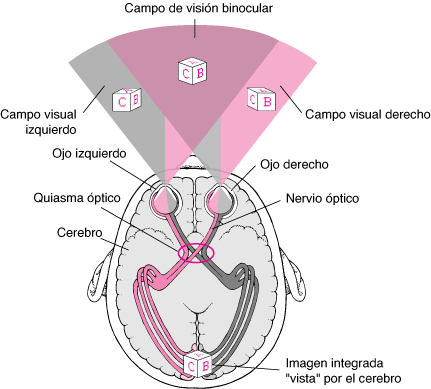 Campo de visión binocular
C B
C B
C B
Campo visual
izquierdo
Campo visual derecho
Ojo izquierdo
Ojo derecho
Quiasma óptico
Nervio óptico
Cerebro
C B
Imagen integrada
"vista" por el cerebro